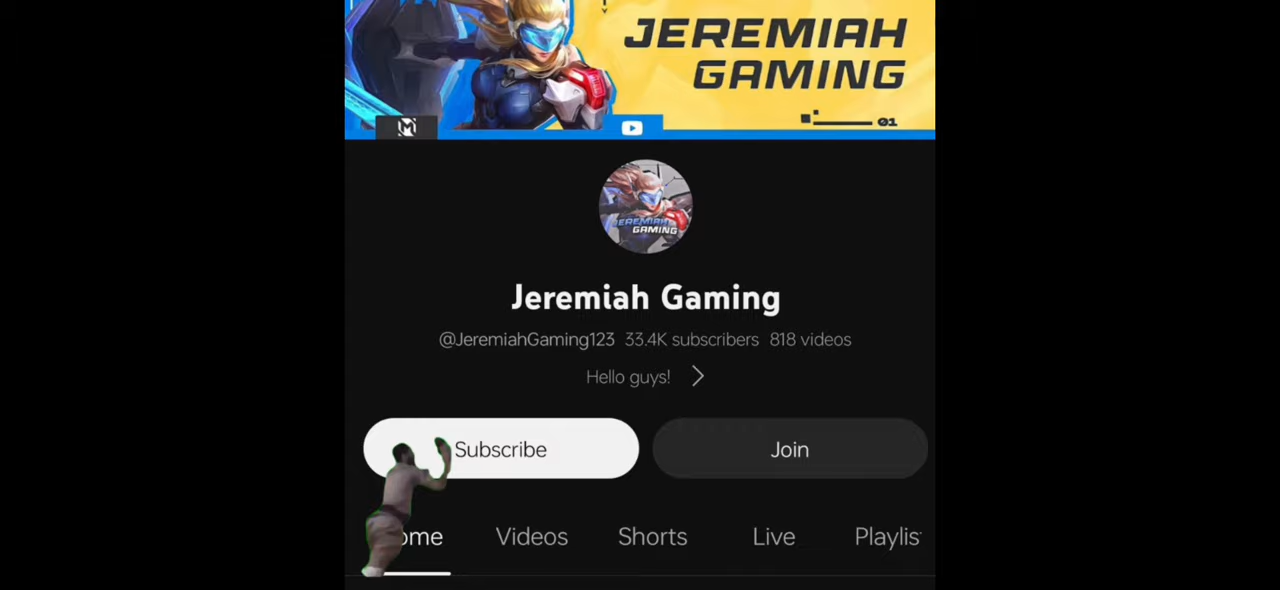 JEREMIAH
GAMING
01
JEREMIAH
GAMING
Jeremiah Gaming
@JeremiahGaming123 33.4K subscribers 818 videos
Hello guys!
Subscribe Join
ome Videos Shorts Live Playlis